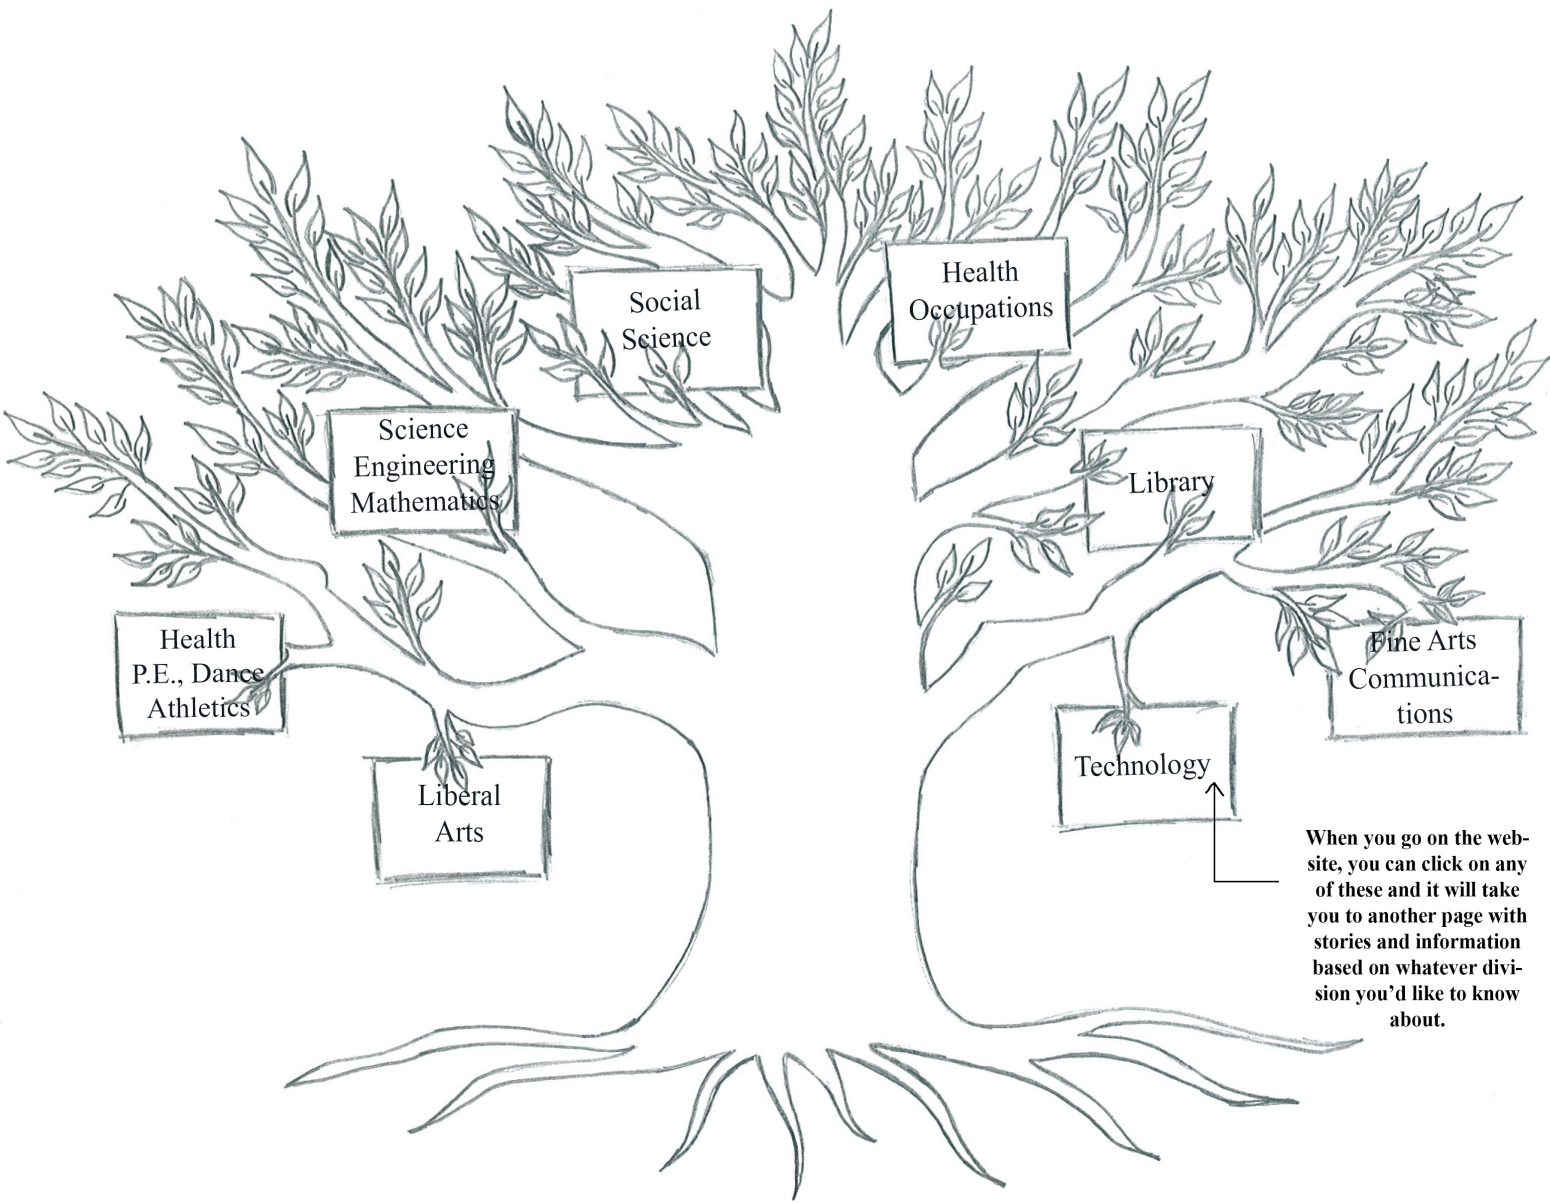 Health
Occupations
Social
Science
Science
Engineering
Mathematics
Library
Health
P.E., Dance
Athletics
Fine Arts
Communica-
tions
Technology
Liberal
Arts
When you go on the web-
site, you can click on any
of these and it will take
you to another page with
stories and information
based on whatever divi-
sion you’d like to know
about.